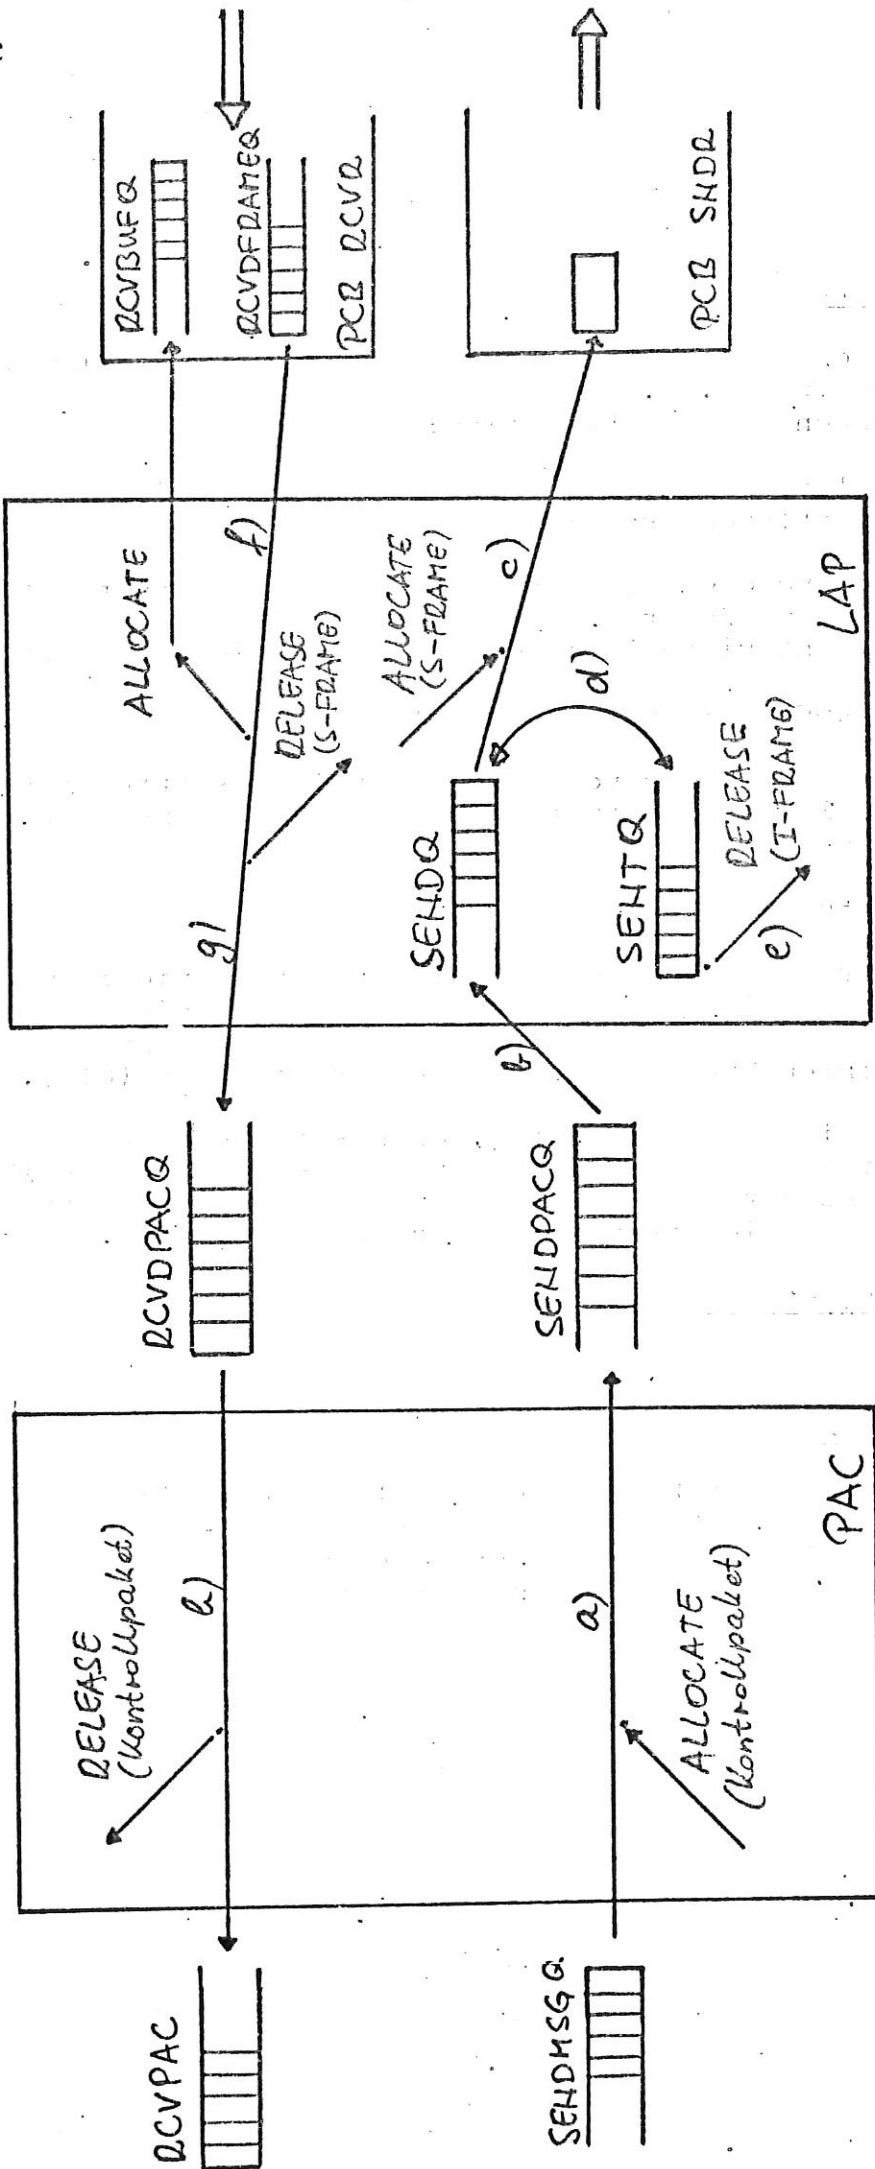 RCVPAC
SENDMSGQ
RELEASE
(Kontrollpaket)
h)
a)
ALLOCATE
(Kontrollpaket)
PAC
RCVDPACQ
SENDPACQ
g)
b)
ALLOCATE
f)
RELEASE
(S-FRAME)
ALLOCATE
(S-FRAME)
c)
SENDQ
d)
SENTQ
e)
RELEASE
(I-FRAME)
LAP
RCVBUFQ
RCVDFRAMEQ
PCB RCVR
PCB SNDR